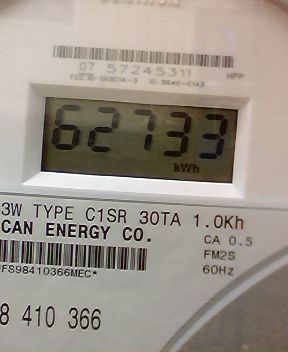 07 57245311 HPP
62733
kWh
3W TYPE C1SR 30TA 1.0Kh
CAN ENERGY CO.
CA 0.5
FM2S
60Hz
*FS98410366MEC*
8 410 366